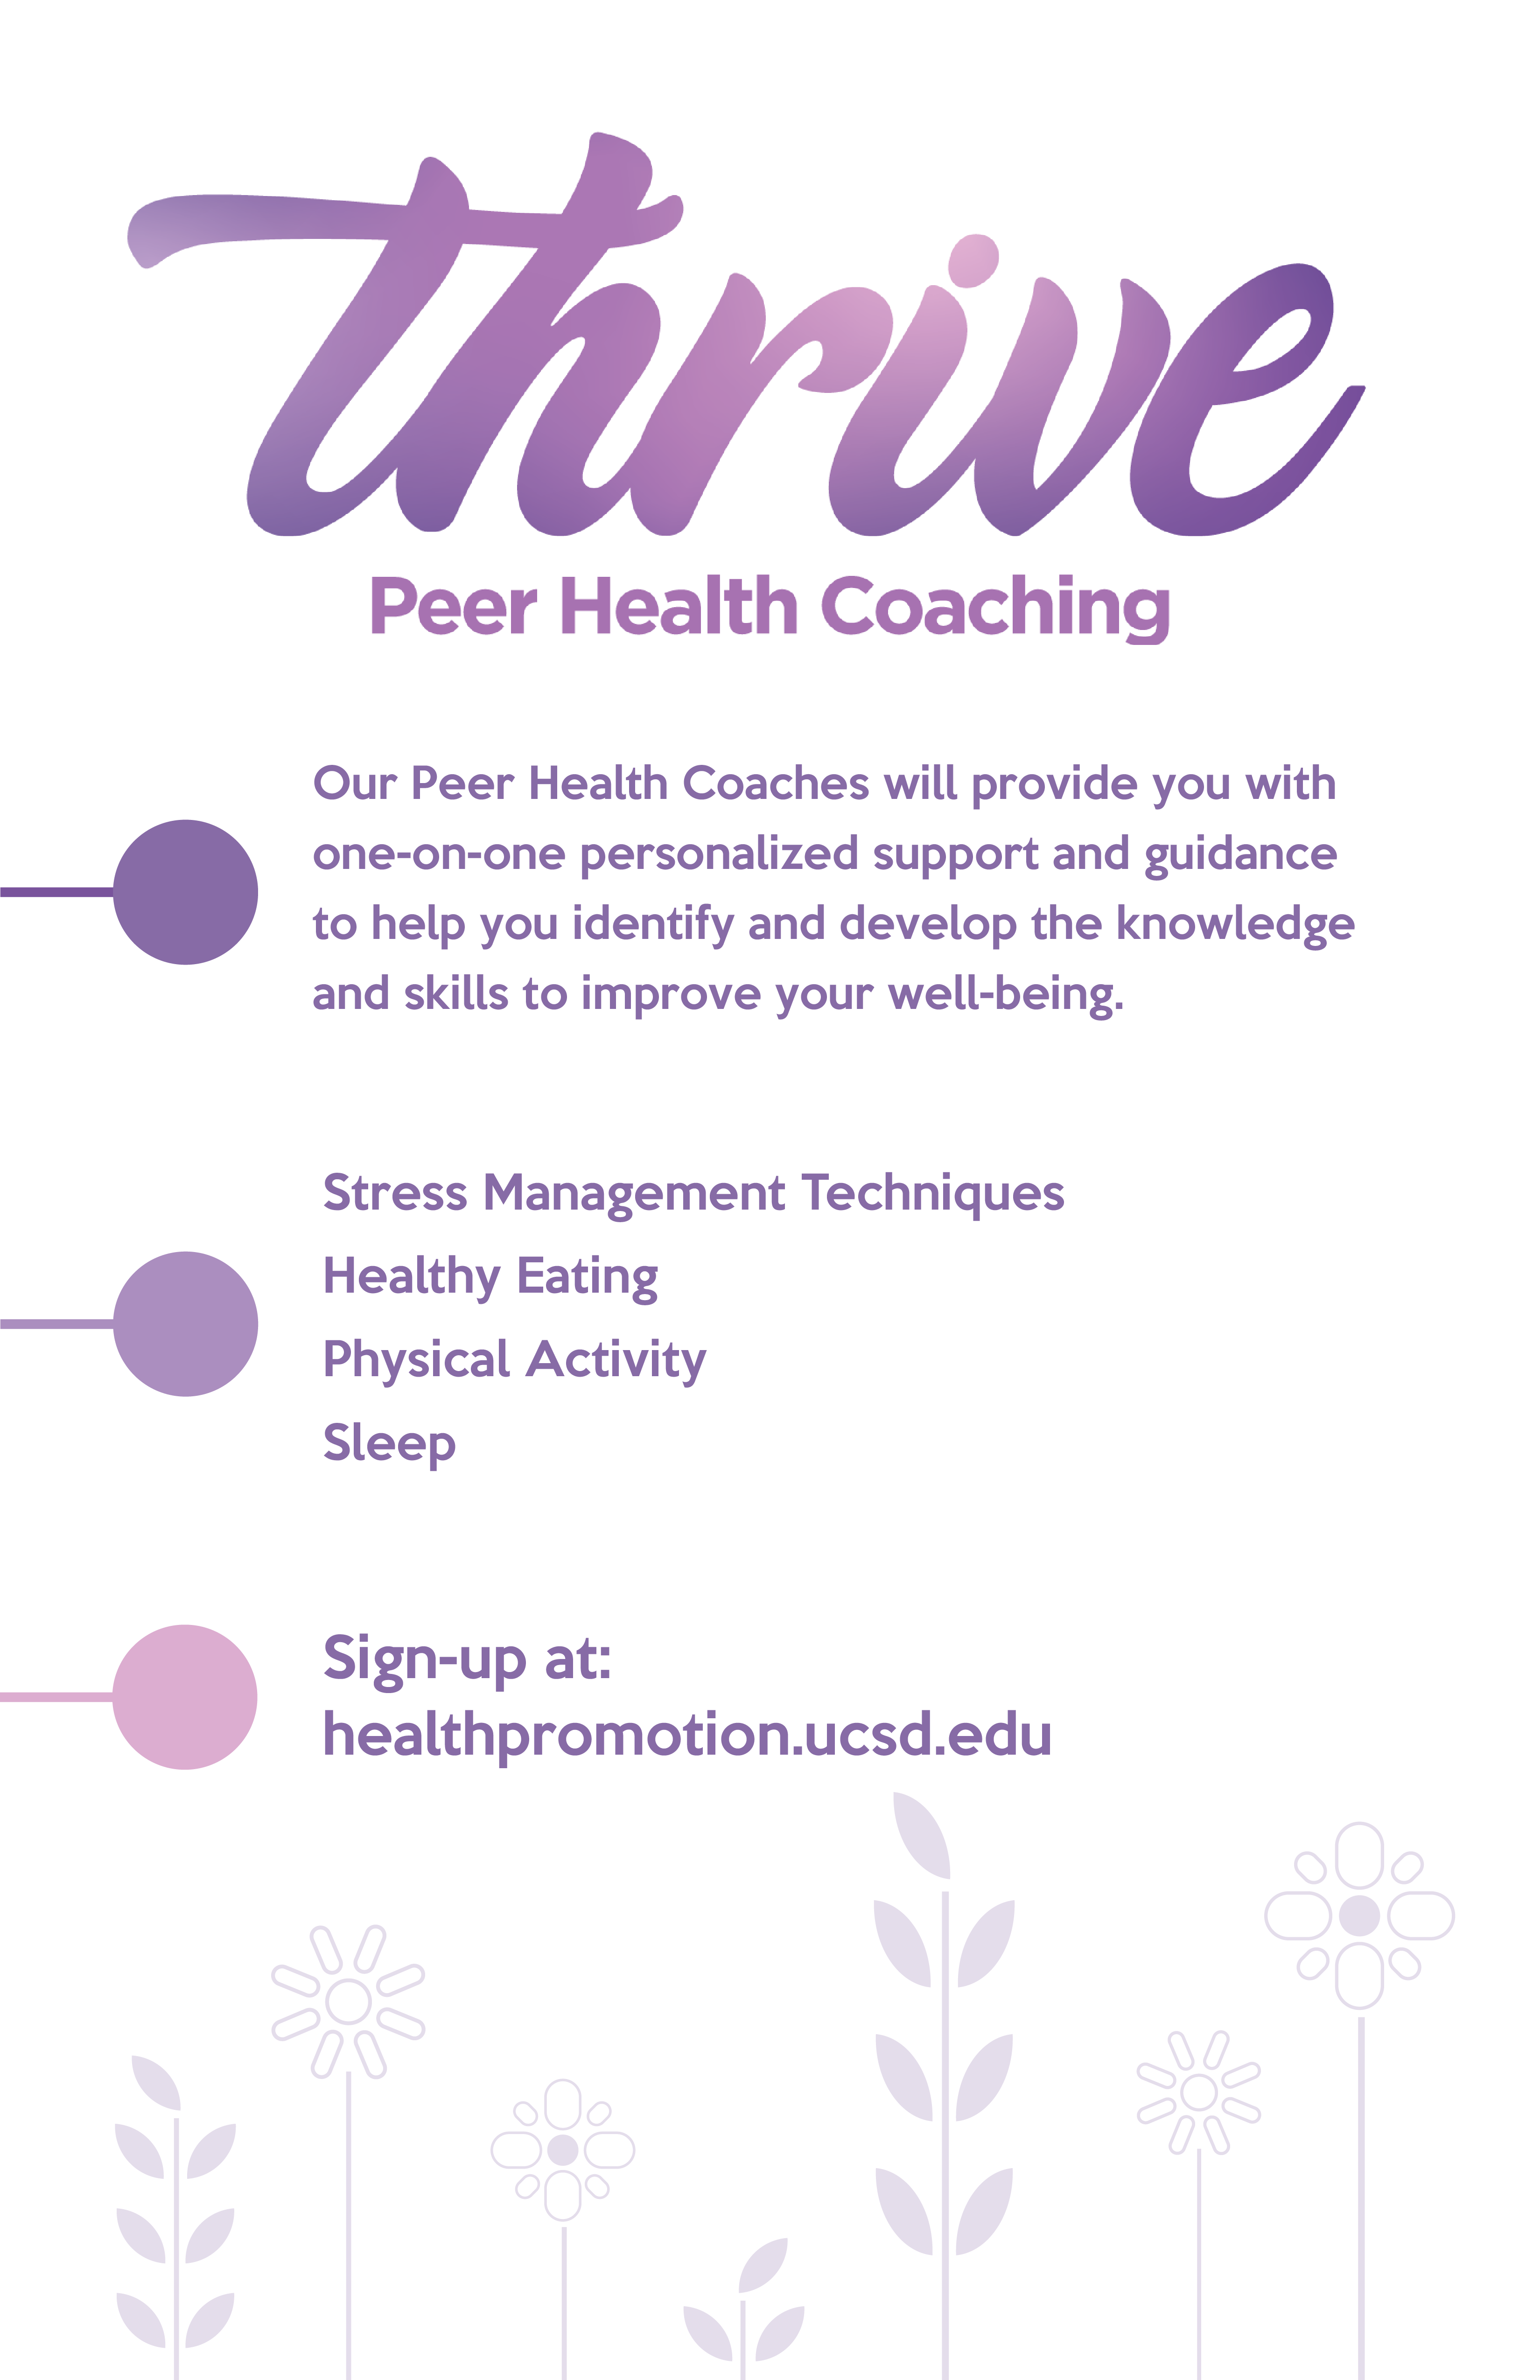 thrive
Peer Health Coaching
Our Peer Health Coaches will provide you with
one-on-one personalized support and guidance
to help you identify and develop the knowledge
and skills to improve your well-being.
Stress Management Techniques
Healthy Eating
Physical Activity
Sleep
Sign-up at:
healthpromotion.ucsd.edu